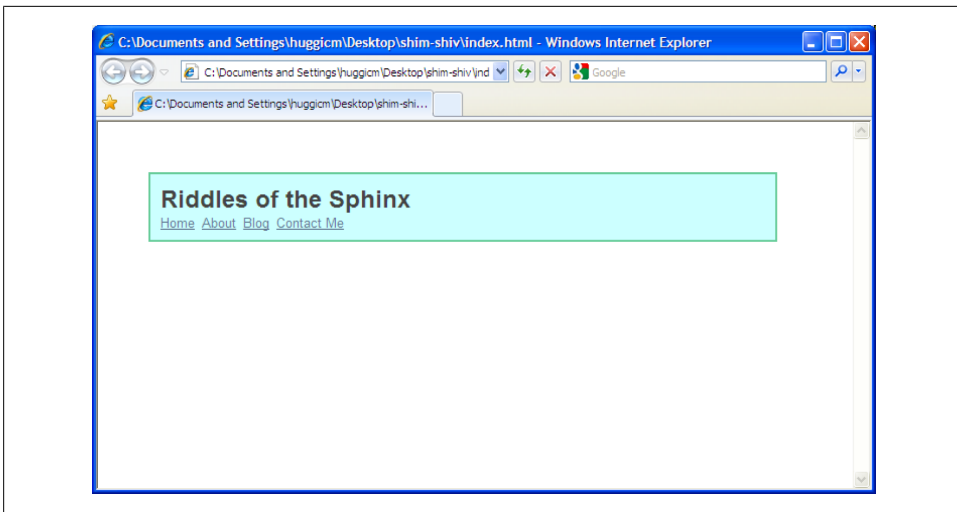 C:\Documents and Settings\huggicm\Desktop\shim-shiv\index.html - Windows Internet Explorer
C:\Documents and Settings\huggicm\Desktop\shim-shiv\ind
Google
C:\Documents and Settings\huggicm\Desktop\shim-shi...
Riddles of the Sphinx
Home About Blog Contact Me